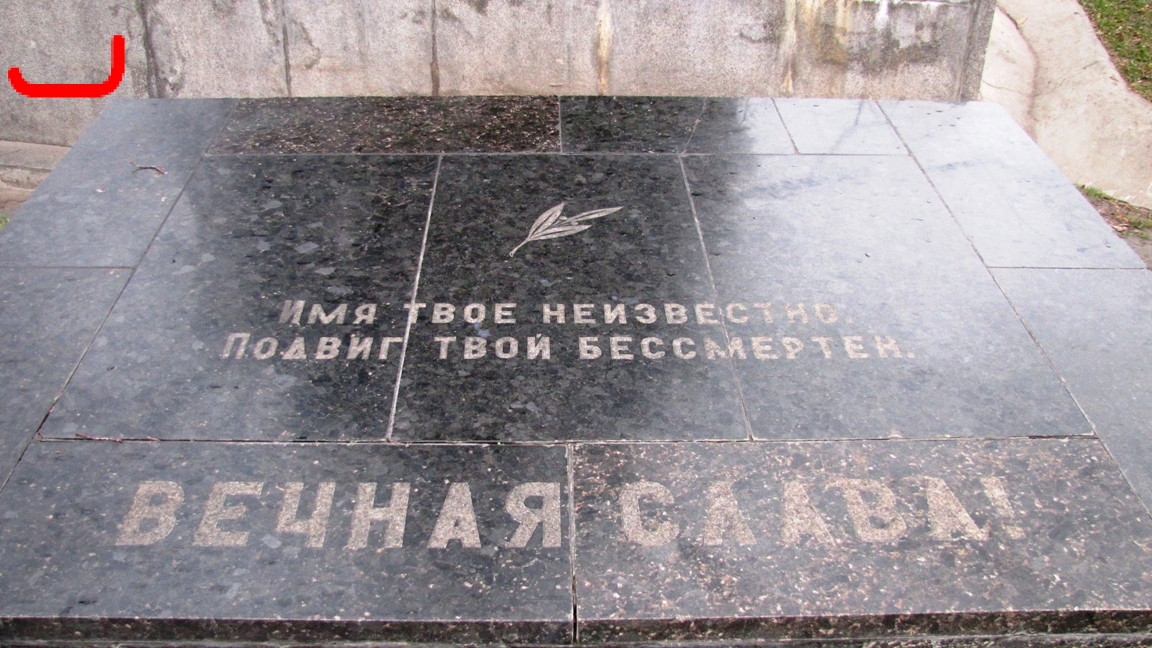 Имя твое неизвестно.
Подвиг твой бессмертен.
ВЕЧНАЯ СЛАВА!